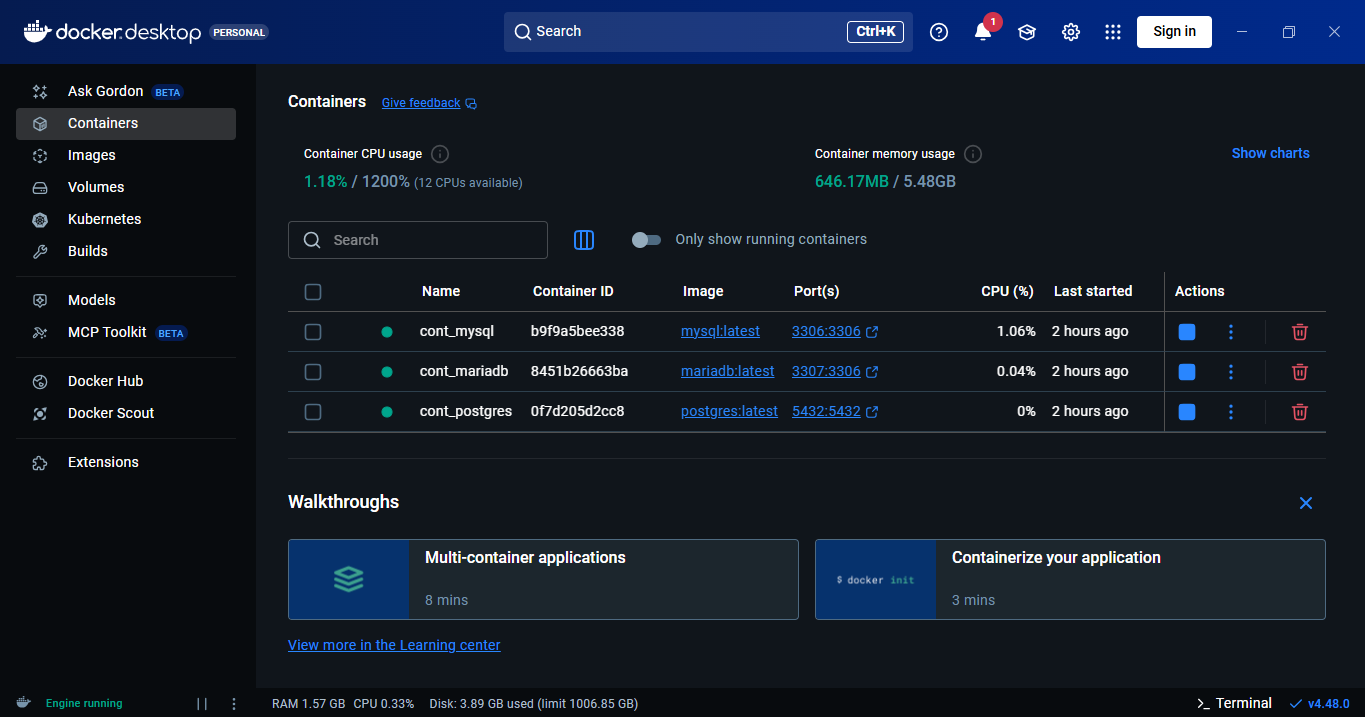 docker.desktop PERSONAL
Search
Ctrl+K
1
Sign in
Ask Gordon BETA
Containers
Images
Volumes
Kubernetes
Builds
Models
MCP Toolkit BETA
Docker Hub
Docker Scout
Extensions
Containers Give feedback
Container CPU usage
1.18% / 1200% (12 CPUs available)
Container memory usage
646.17MB / 5.48GB
Show charts
Search
Only show running containers
Name Container ID Image Port(s) CPU (%) Last started Actions
cont_mysql b9f9a5bee338 mysql:latest 3306:3306 1.06% 2 hours ago
cont_mariadb 8451b26663ba mariadb:latest 3307:3306 0.04% 2 hours ago
cont_postgres 0f7d205d2cc8 postgres:latest 5432:5432 0% 2 hours ago
Walkthroughs
Multi-container applications
8 mins
$ docker init
Containerize your application
3 mins
View more in the Learning center
Engine running
RAM 1.57 GB CPU 0.33% Disk: 3.89 GB used (limit 1006.85 GB)
Terminal
v4.48.0